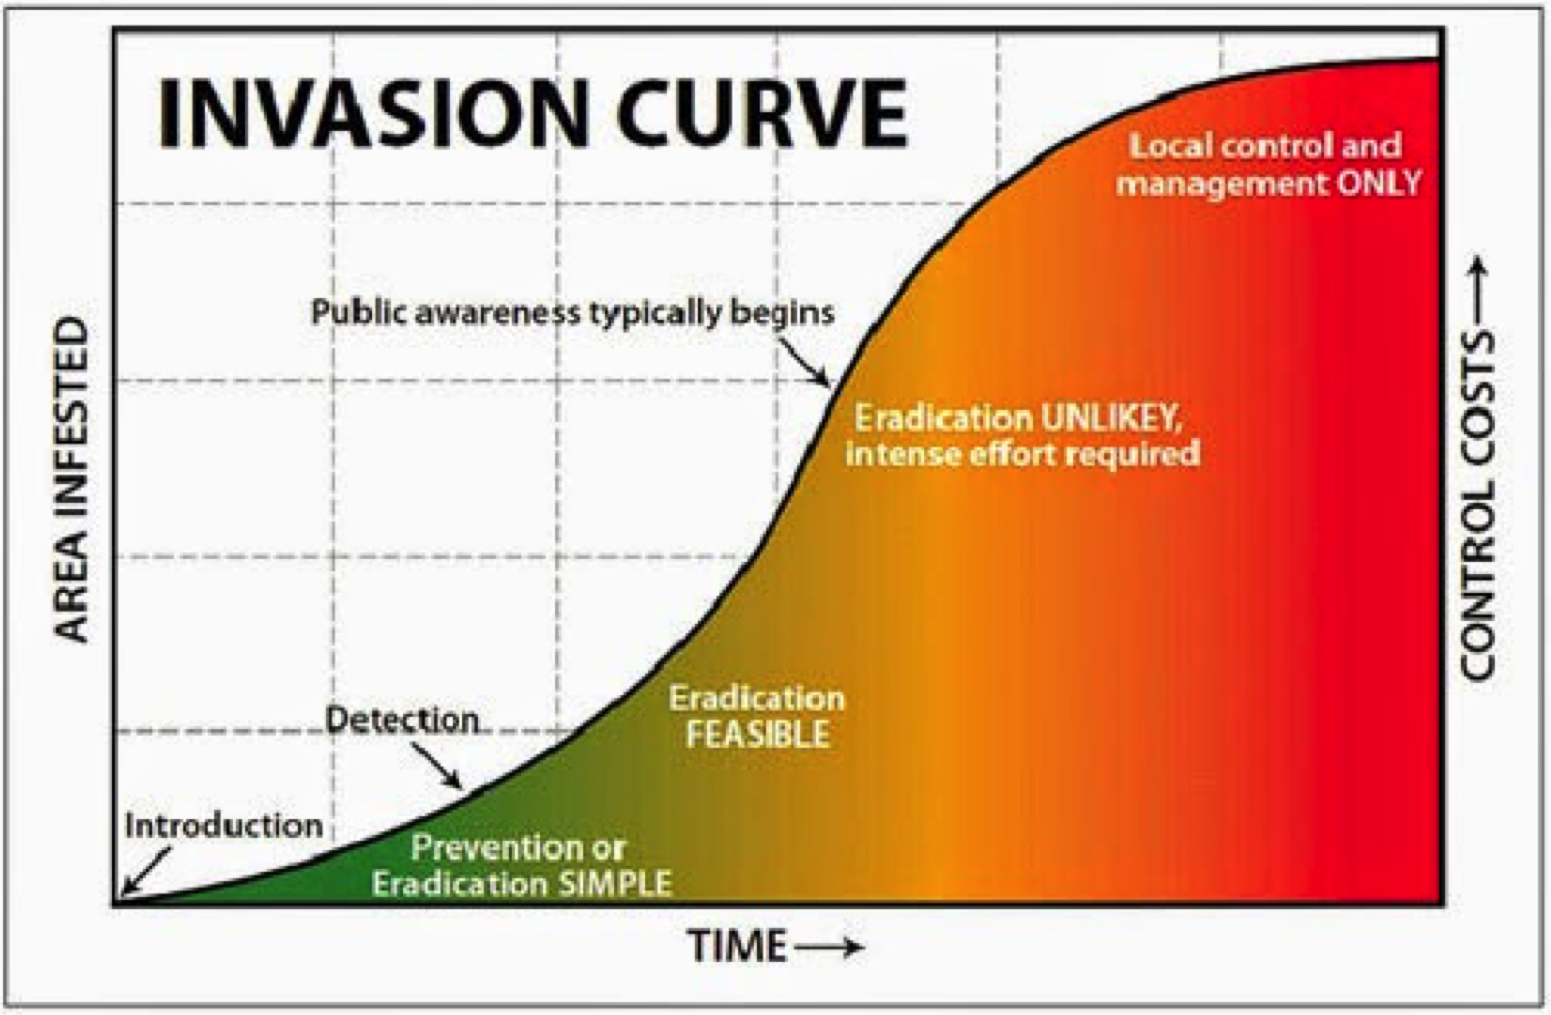 INVASION CURVE
Local control and
management ONLY
Public awareness typically begins
Eradication UNLIKEY,
intense effort required
Eradication
FEASIBLE
Detection
Introduction
Prevention or
Eradication SIMPLE
AREA INFESTED
CONTROL COSTS
TIME